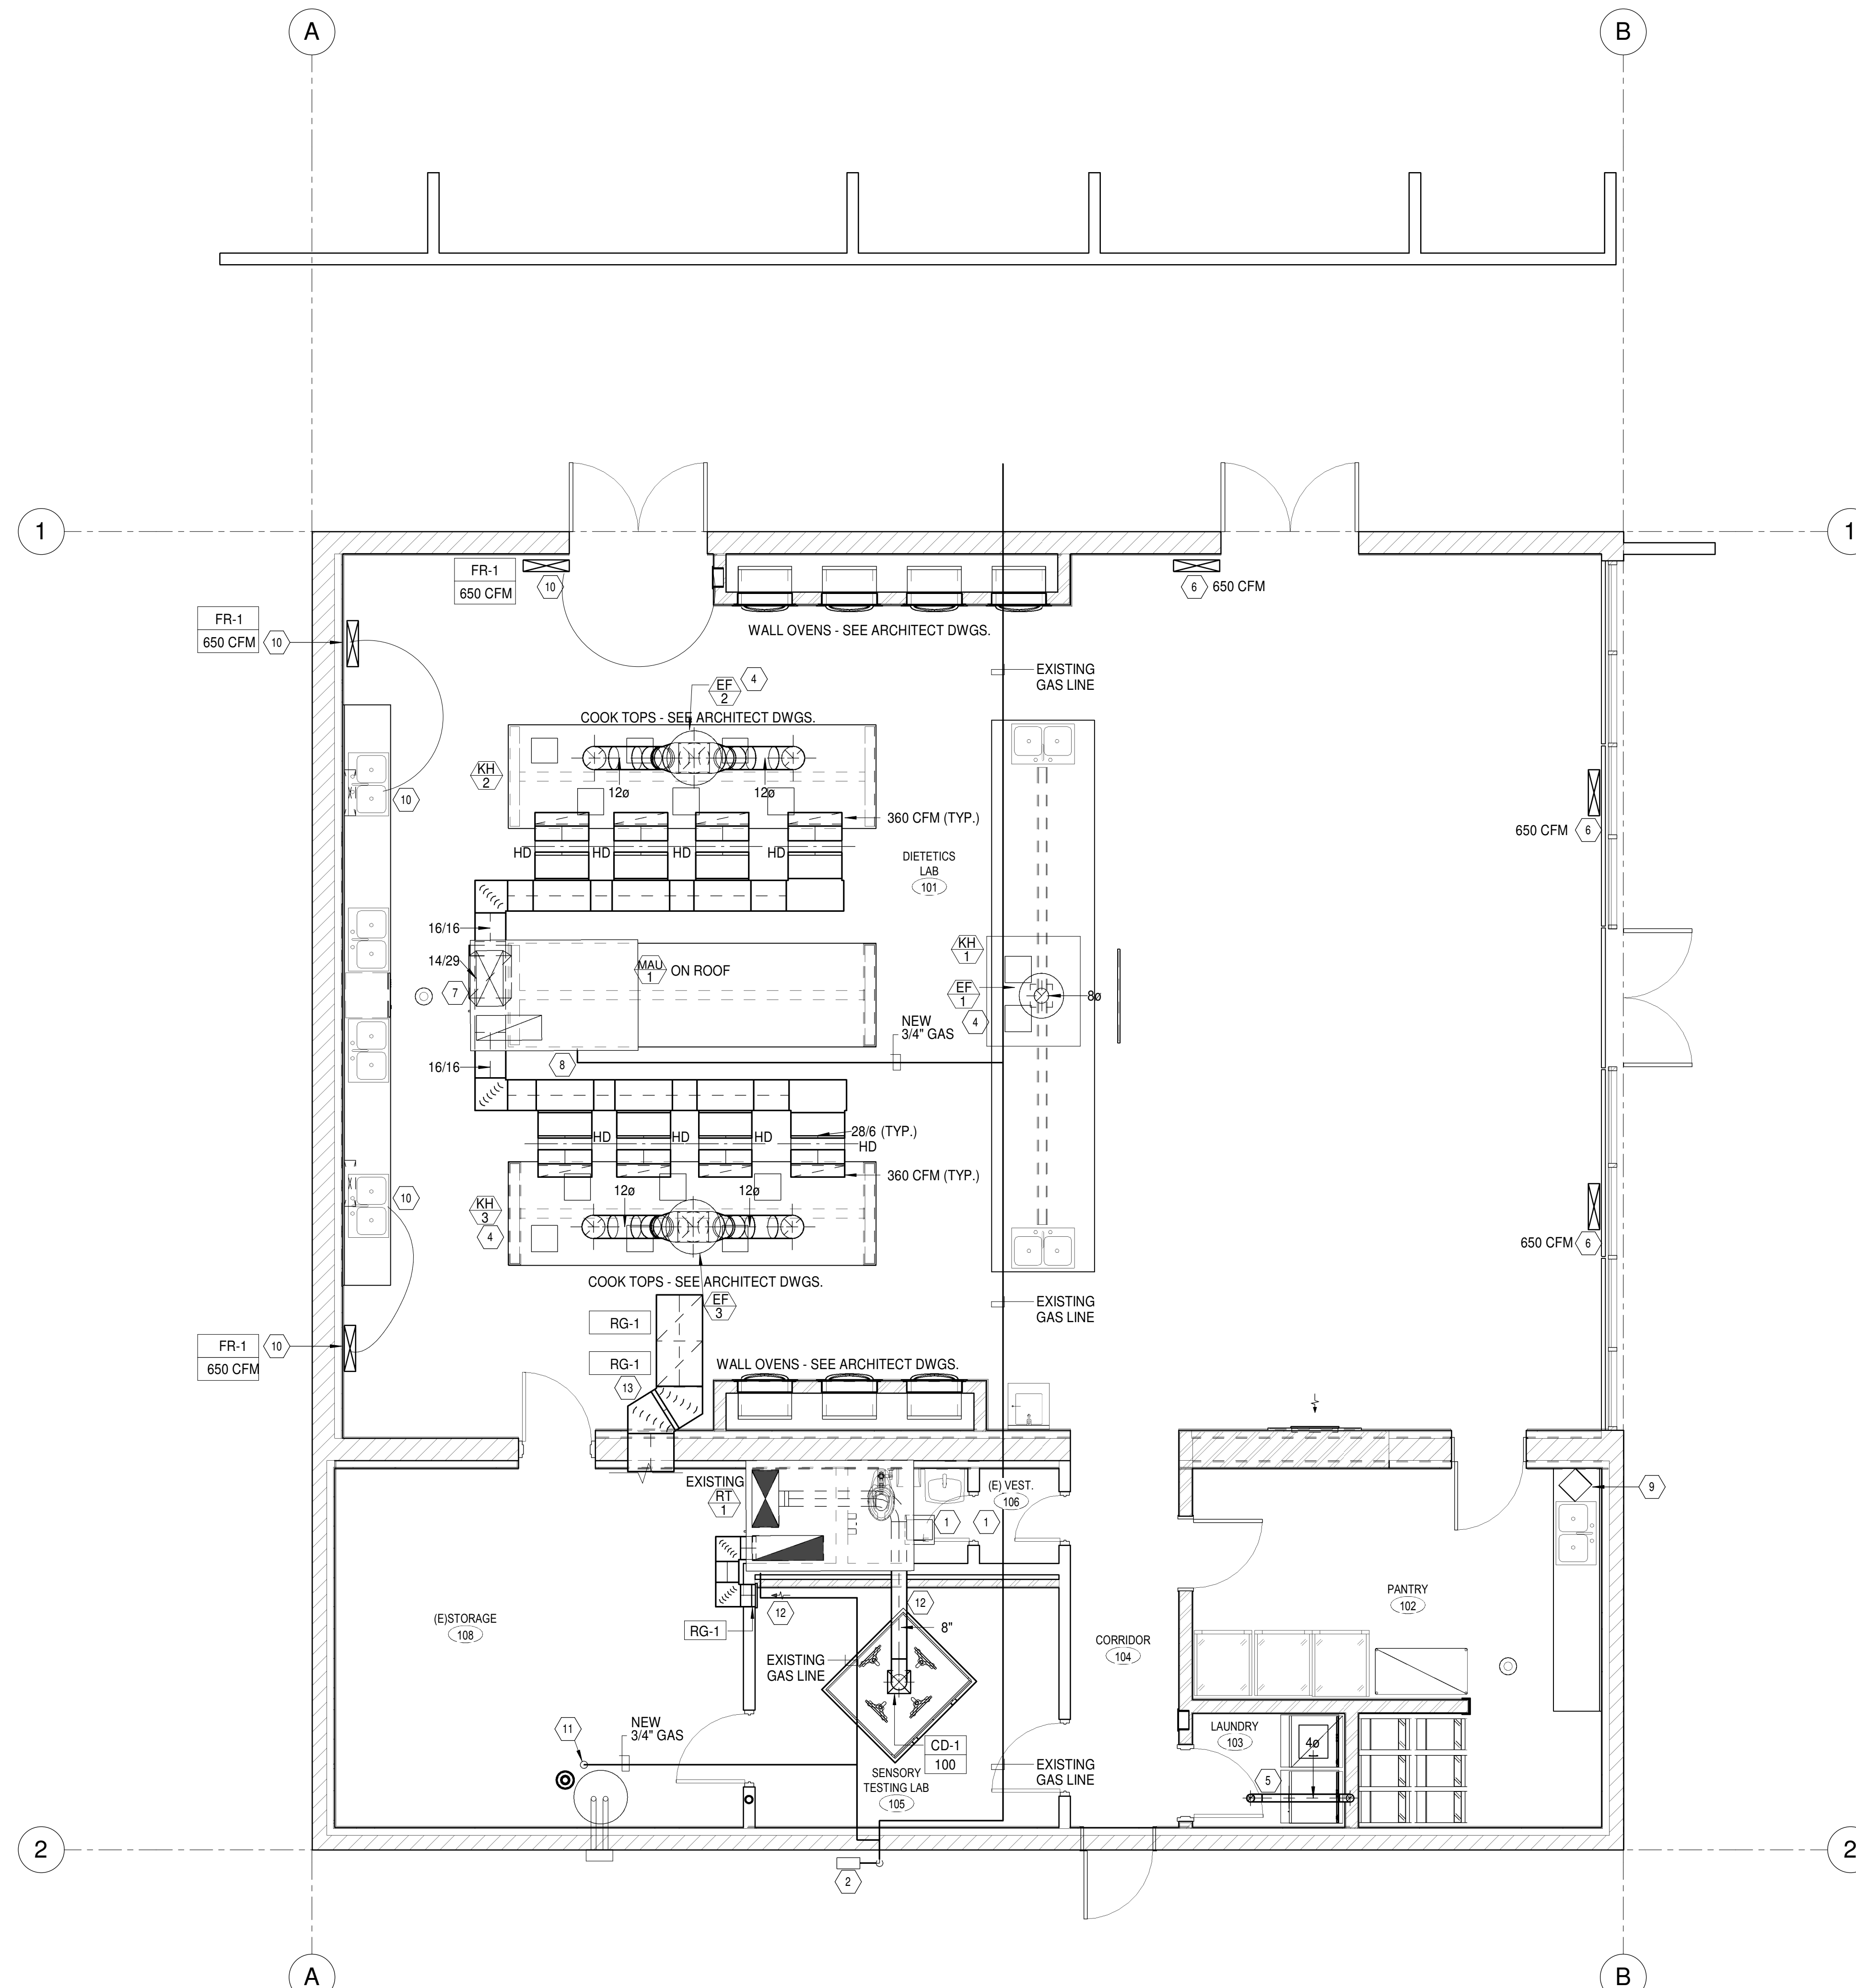 A
B
1
1
FR-1
650 CFM
10
6
650 CFM
FR-1
650 CFM
10
WALL OVENS - SEE ARCHITECT DWGS.
EXISTING
GAS LINE
EF
2
4
COOK TOPS - SEE ARCHITECT DWGS.
KH
2
12ø
12ø
10
360 CFM (TYP.)
650 CFM
6
HD
HD
HD
HD
DIETETICS
LAB
101
16/16
14/29
7
MAU
1
ON ROOF
KH
1
EF
1
8ø
4
NEW
3/4" GAS
16/16
8
28/6 (TYP.)
HD
HD
HD
HD
360 CFM (TYP.)
10
KH
3
4
12ø
12ø
650 CFM
6
COOK TOPS - SEE ARCHITECT DWGS.
EF
3
EXISTING
GAS LINE
RG-1
FR-1
650 CFM
10
RG-1
13
WALL OVENS - SEE ARCHITECT DWGS.
EXISTING
RT
1
(E) VEST.
106
1
1
9
PANTRY
102
(E)STORAGE
108
12
12
RG-1
8"
CORRIDOR
104
EXISTING
GAS LINE
11
NEW
3/4" GAS
CD-1
100
SENSORY
TESTING LAB
105
EXISTING
GAS LINE
LAUNDRY
103
4ø
5
2
2
2
A
B